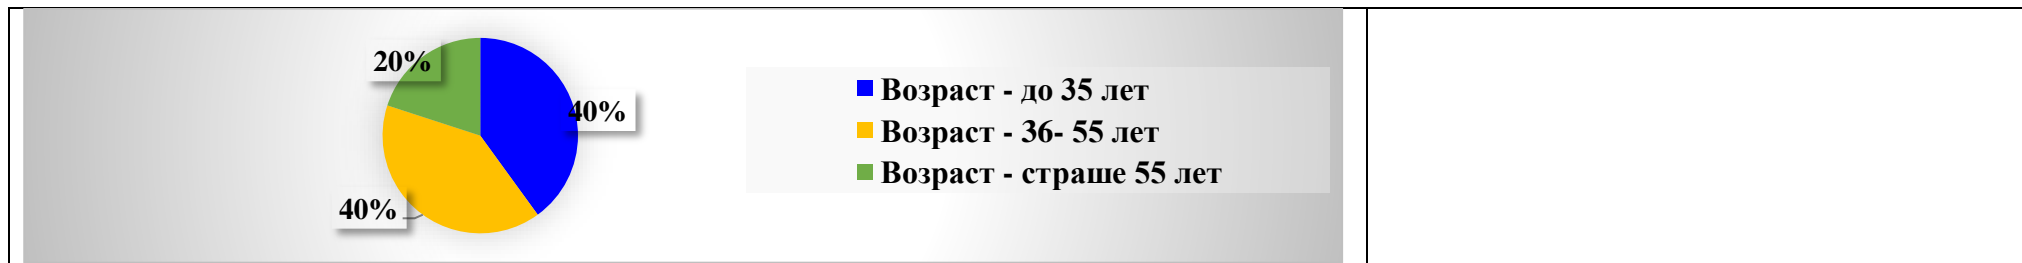 20%
40%
40%
Возраст - до 35 лет
Возраст - 36- 55 лет
Возраст - страше 55 лет